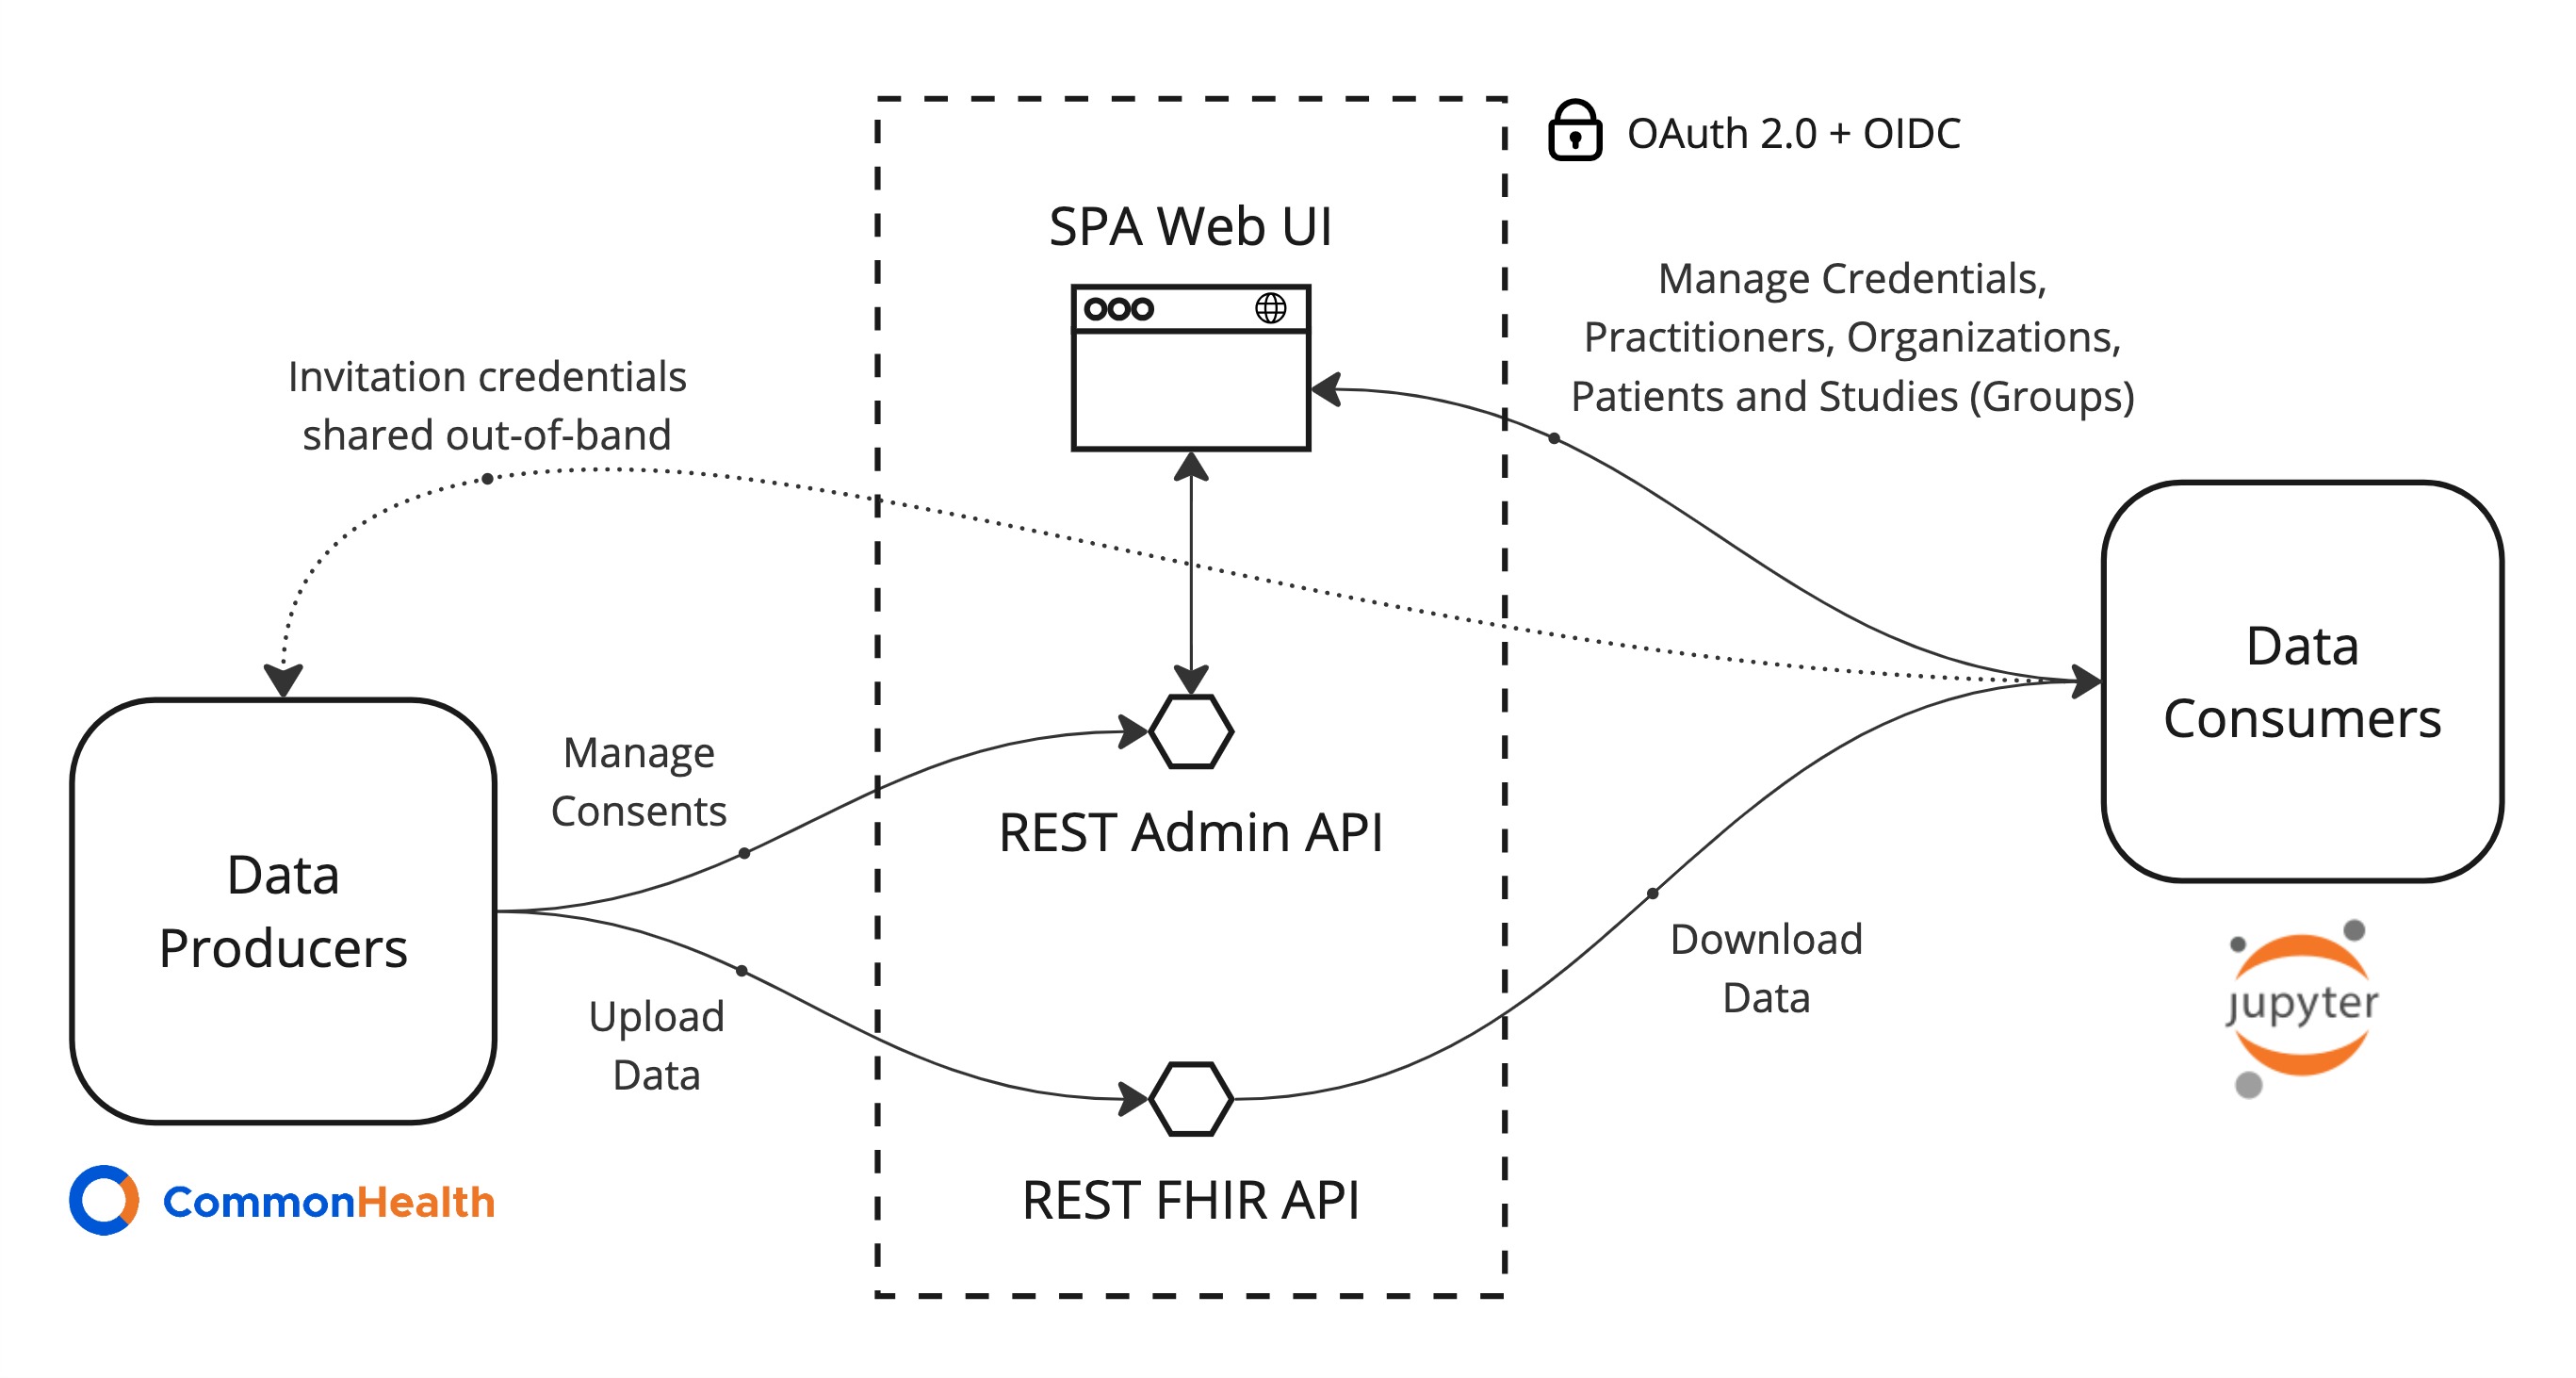 OAuth 2.0 + OIDC
SPA Web UI
Manage Credentials,
Practitioners, Organizations,
Patients and Studies (Groups)
Invitation credentials
shared out-of-band
Data
Consumers
Manage
Consents
REST Admin API
Data
Producers
Download
Data
jupyter
Upload
Data
CommonHealth
REST FHIR API